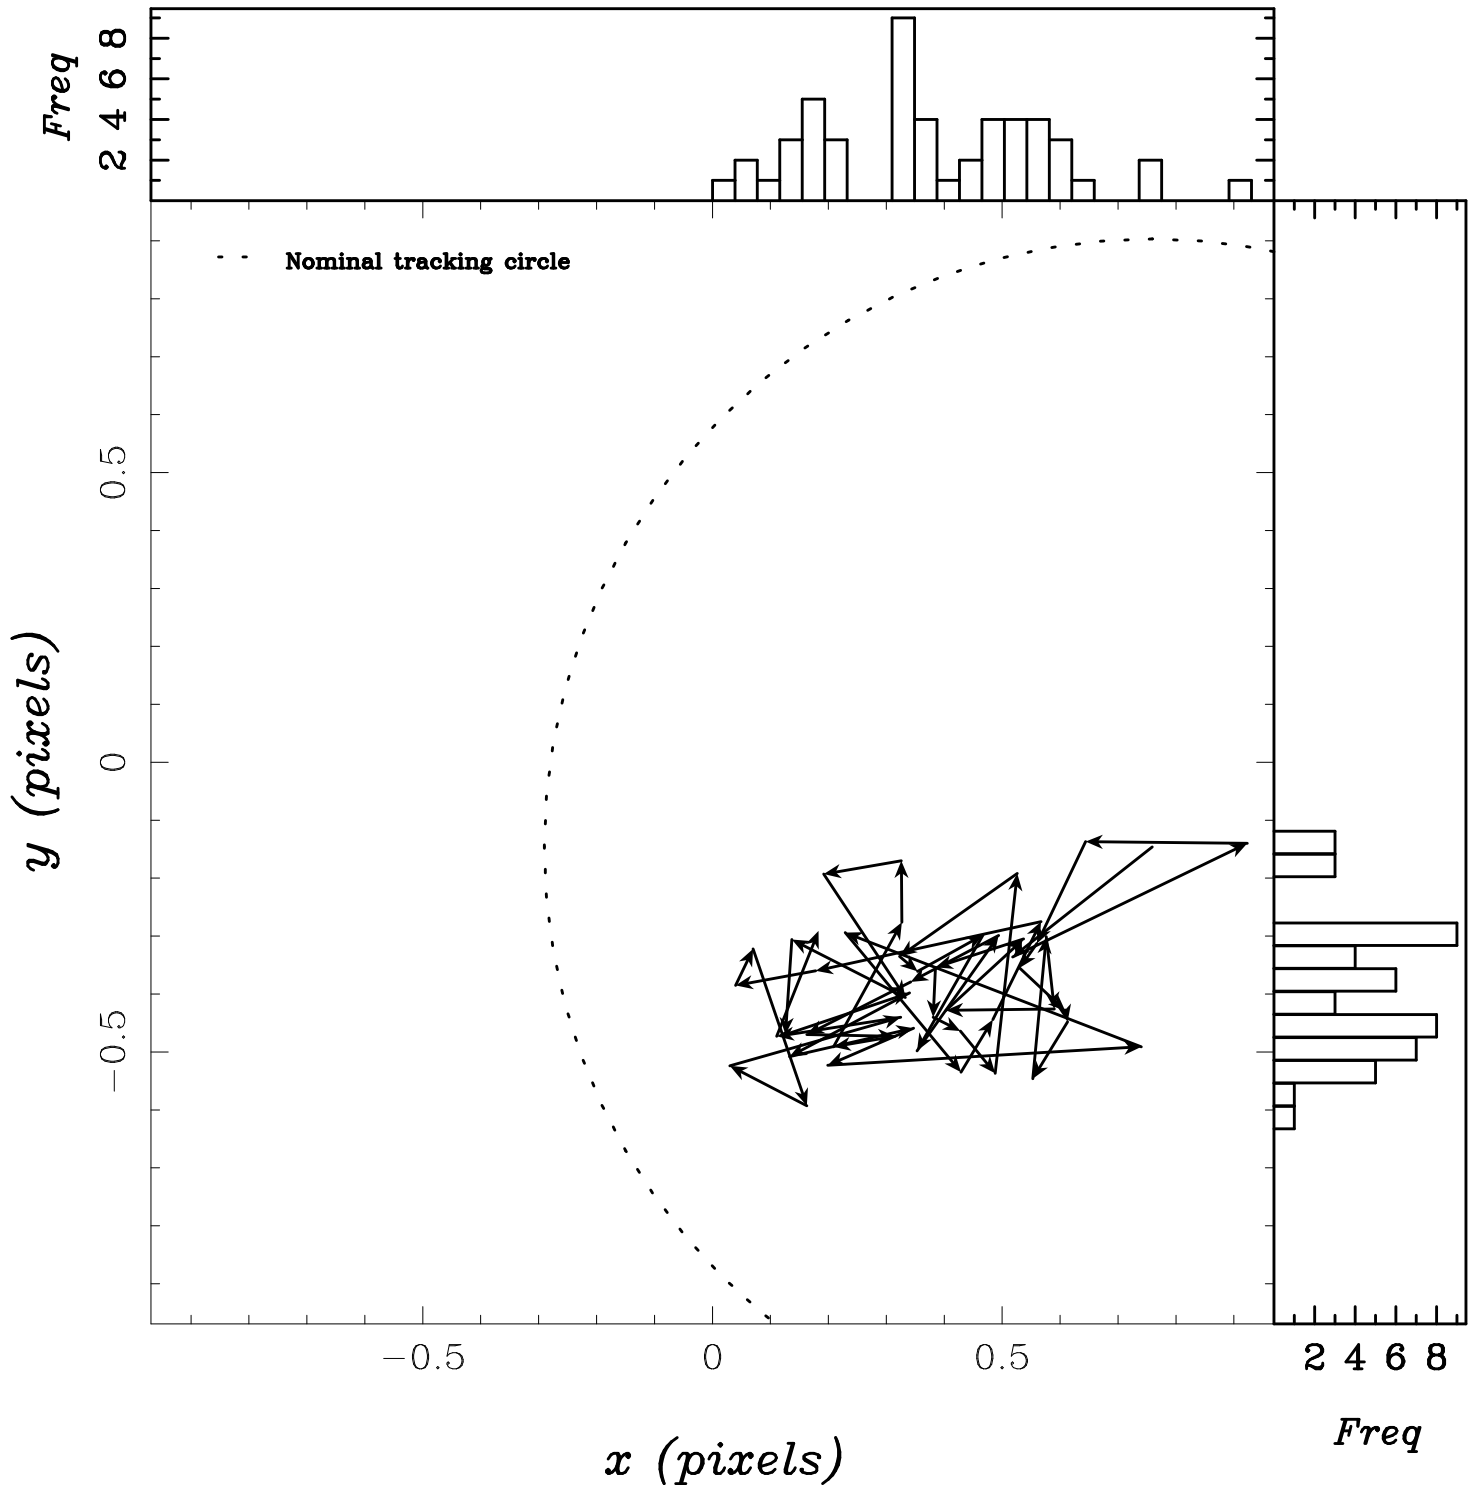 Freq
2 4 6 8
Nominal tracking circle
y (pixels)
0.5
0
−0.5
−0.5 0 0.5
x (pixels)
2 4 6 8
Freq